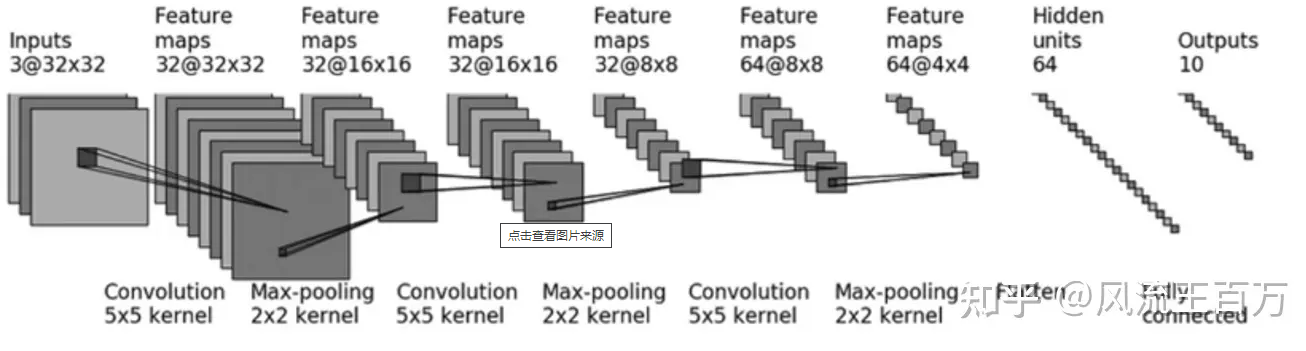 Inputs
3@32x32
Feature
maps
32@32x32
Feature
maps
32@16x16
Feature
maps
32@16x16
Feature
maps
32@8x8
Feature
maps
64@8x8
Feature
maps
64@4x4
Hidden
units
64
Outputs
10
点击查看图片来源
Convolution
5x5 kernel
Max-pooling
2x2 kernel
Convolution
5x5 kernel
Max-pooling
2x2 kernel
Convolution
5x5 kernel
Max-pooling
2x2 kernel
Flatten
Fully
connected
知乎 @风流王百万